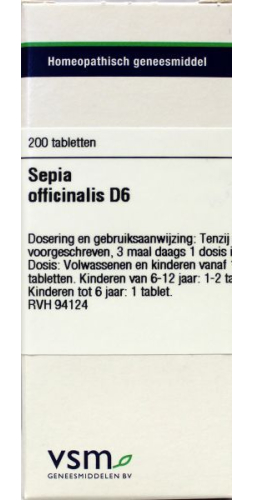 Homeopathisch geneesmiddel
200 tabletten
Sepia
officinalis D6
Dosering en gebruiksaanwijzing: Tenzij
voorgeschreven, 3 maal daags 1 dosis
Dosis: Volwassenen en kinderen vanaf
tabletten. Kinderen van 6-12 jaar: 1-2
Kinderen tot 6 jaar: 1 tablet.
RVH 94124
vsm
GENEESMIDDELEN BV